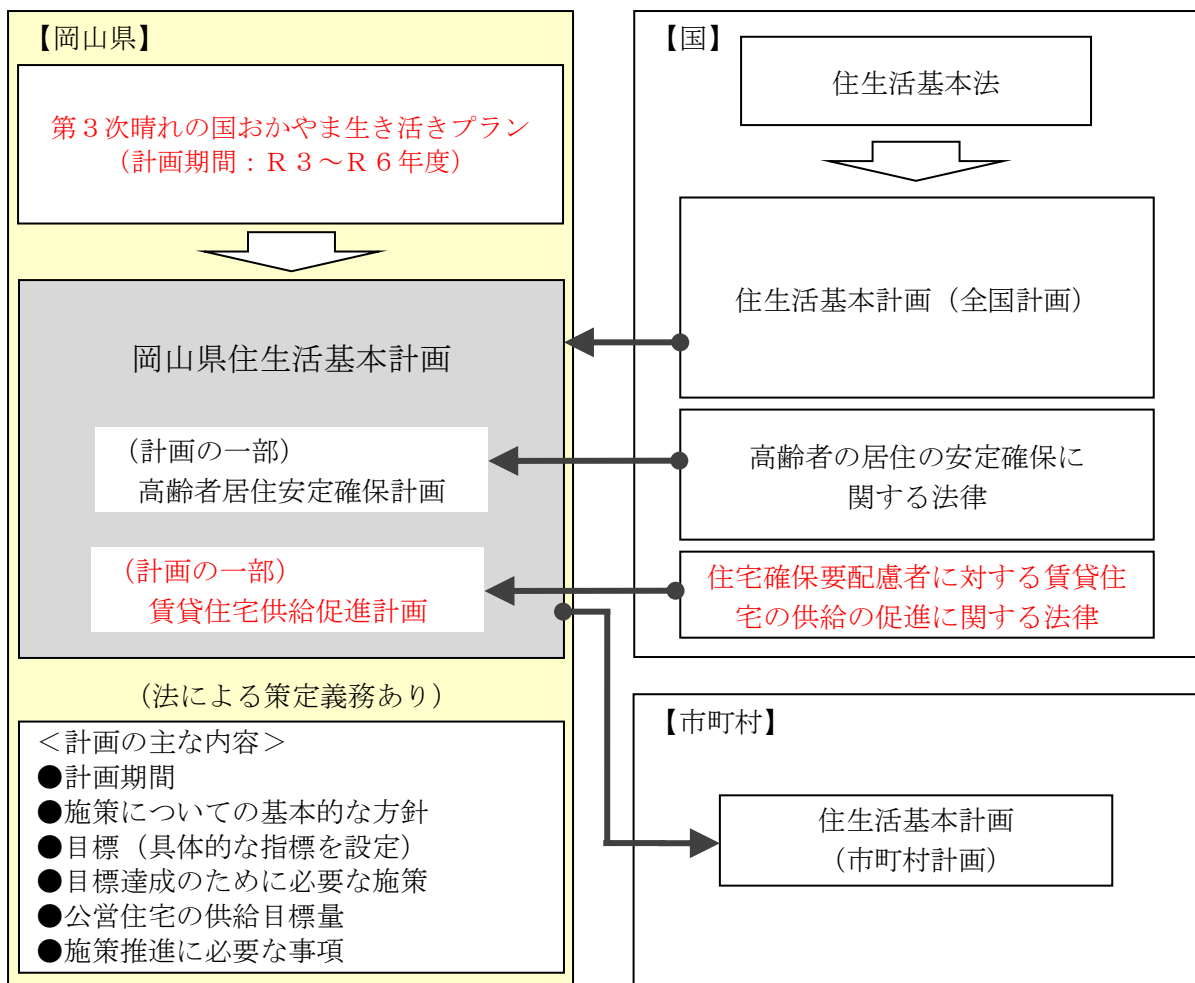 【岡山県】
第３次晴れの国おかやま生き活きプラン
（計画期間：Ｒ３～Ｒ６年度）
岡山県住生活基本計画
（計画の一部）
高齢者居住安定確保計画
（計画の一部）
賃貸住宅供給促進計画
（法による策定義務あり）
＜計画の主な内容＞
●計画期間
●施策についての基本的な方針
●目標（具体的な指標を設定）
●目標達成のために必要な施策
●公営住宅の供給目標量
●施策推進に必要な事項
【国】
住生活基本法
住生活基本計画（全国計画）
高齢者の居住の安定確保に
関する法律
住宅確保要配慮者に対する賃貸住
宅の供給の促進に関する法律
【市町村】
住生活基本計画
（市町村計画）